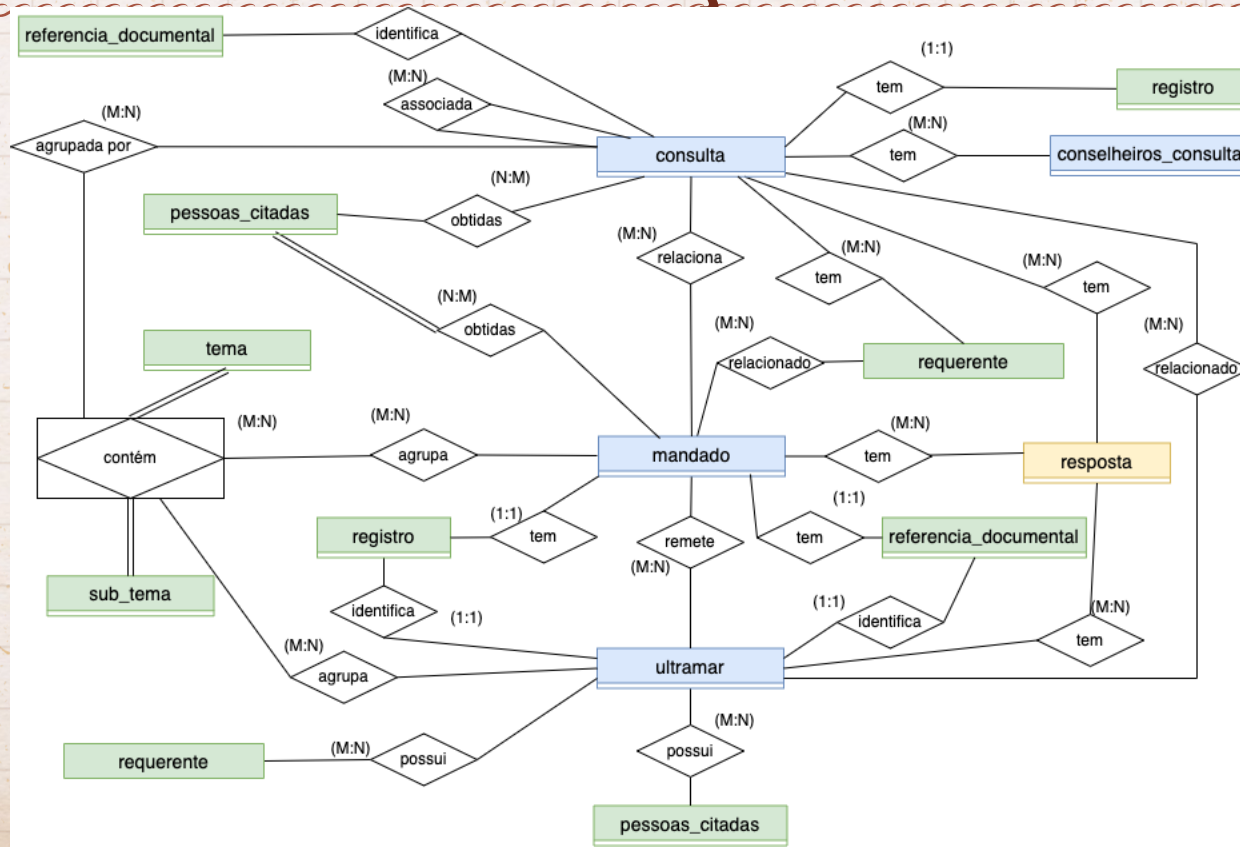 referencia_documental
identifica
(1:1)
tem
registro
(M:N)
associada
(M:N)
agrupada por
(M:N)
tem
conselheiros_consulta
consulta
(N:M)
pessoas_citadas
obtidas
(M:N)
relaciona
(M:N)
tem
(M:N)
tem
(N:M)
obtidas
(M:N)
relacionado
requerente
(M:N)
relacionado
tema
(M:N)
contém
(M:N)
agrupa
mandado
(M:N)
tem
resposta
registro
(1:1)
tem
remete
(M:N)
(1:1)
tem
referencia_documental
sub_tema
identifica
(1:1)
(1:1)
identifica
(M:N)
tem
(M:N)
agrupa
ultramar
requerente
(M:N)
possui
(M:N)
possui
pessoas_citadas